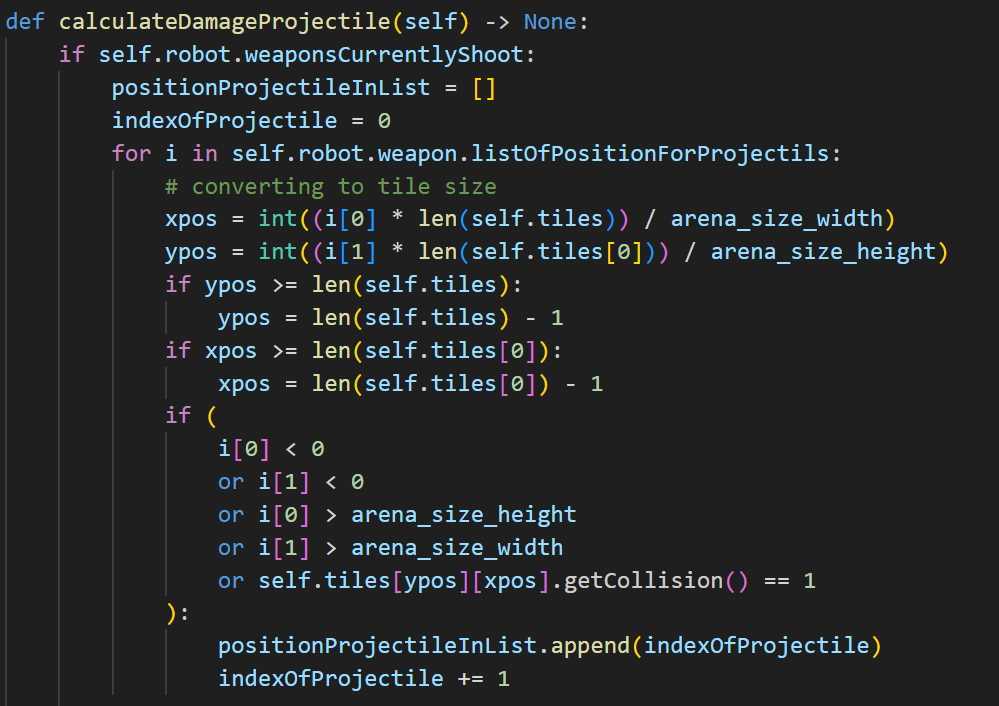 def calculateDamageProjectile(self) -> None:
    if self.robot.weaponsCurrentlyShoot:
        positionProjectileInList = []
        indexOfProjectile = 0
        for i in self.robot.weapon.listOfPositionForProjectils:
            # converting to tile size
            xpos = int((i[0] * len(self.tiles)) / arena_size_width)
            ypos = int((i[1] * len(self.tiles[0])) / arena_size_height)
            if ypos >= len(self.tiles):
                ypos = len(self.tiles) - 1
            if xpos >= len(self.tiles[0]):
                xpos = len(self.tiles[0]) - 1
            if (
                i[0] < 0
                or i[1] < 0
                or i[0] > arena_size_height
                or i[1] > arena_size_width
                or self.tiles[ypos][xpos].getCollision() == 1
            ):
                positionProjectileInList.append(indexOfProjectile)
                indexOfProjectile += 1